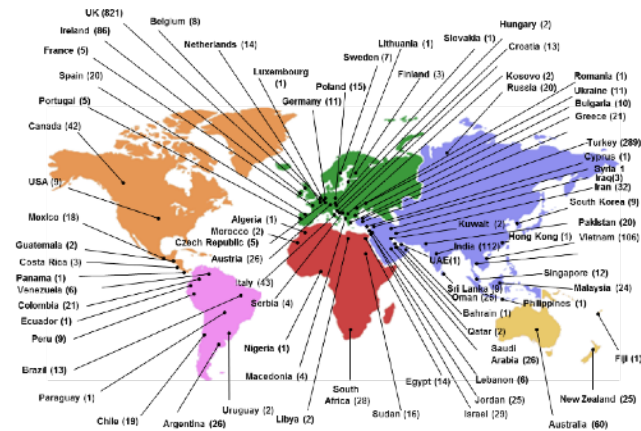 UK (821)
Belgium (8)
Ireland (86)
Netherlands (14)
France (5)
Spain (20)
Portugal (5)
Canada (42)
Luxembourg
(1)
Germany (11)
Poland (15)
Sweden (7)
Lithuania (1)
Finland (3)
Slovakia (1)
Hungary (2)
Croatia (13)
Kosovo (2)
Russia (20)
Romania (1)
Ukraine (11)
Bulgaria (10)
Greece (21)
Turkey (289)
Cyprus (1)
Syria 1
Iraq(3)
Iran (32)
South Korea (9)
Pakistan (20)
Vietnam (106)
Hong Kong (1)
Kuwait (2)
India (112)
UAE(1)
Singapore (12)
Malaysia (24)
Sri Lanka (9)
Oman (26)
Philippines (1)
Bahrain (1)
Qatar (2)
Saudi
Arabia (26)
Fiji (1)
New Zealand (25)
Australia (60)
Lebanon (6)
Jordan (25)
Israel (29)
Egypt (14)
Sudan (16)
South
Africa (28)
Libya (2)
Macedonia (4)
Nigeria (1)
Serbia (4)
Italy (43)
Austria (26)
Czech Republic (5)
Morocco (2)
Algeria (1)
USA (9)
Mexico (18)
Guatemala (2)
Costa Rica (3)
Panama (1)
Venezuela (6)
Colombia (21)
Ecuador (1)
Peru (9)
Brazil (13)
Paraguay (1)
Chile (19)
Argentina (26)
Uruguay (2)